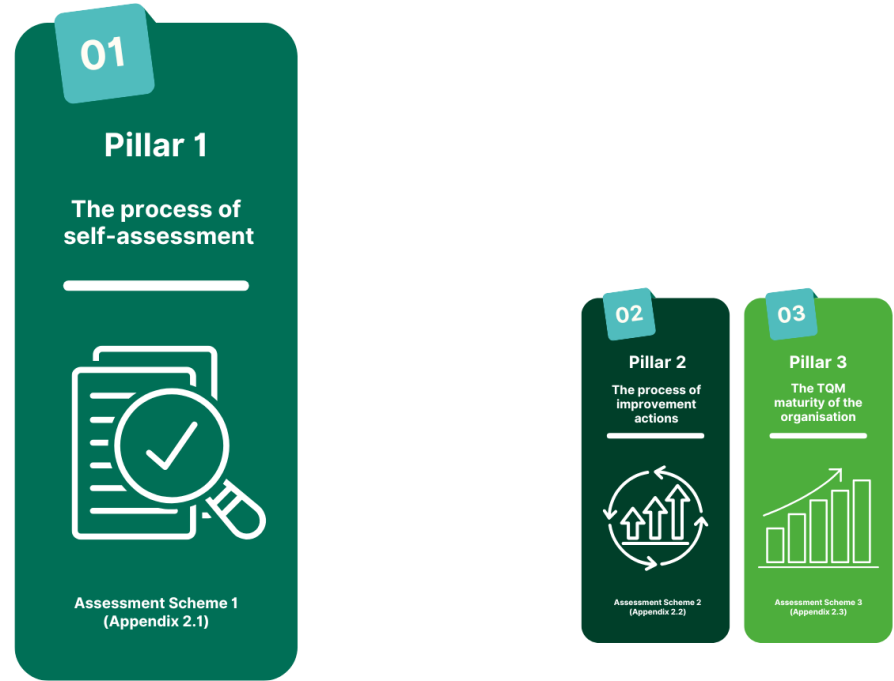 01
Pillar 1
The process of
self-assessment
Assessment Scheme 1
(Appendix 2.1)
02
Pillar 2
The process of
improvement
actions
Assessment Scheme 2
(Appendix 2.2)
03
Pillar 3
The TQM
maturity of the
organisation
Assessment Scheme 3
(Appendix 2.3)